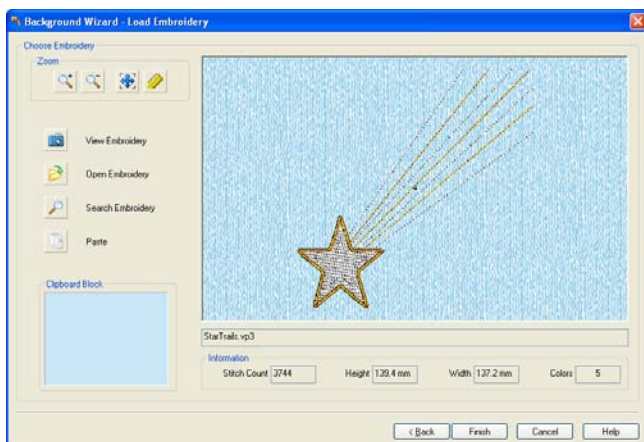 Background Wizard - Load Embroidery
Choose Embroidery
Zoom
View Embroidery
Open Embroidery
Search Embroidery
Paste
Clipboard Block
StarTrails.vp3
Information
Stitch Count 3744 Height 139.4 mm Width 137.2 mm Colors 5
< Back Finish Cancel Help